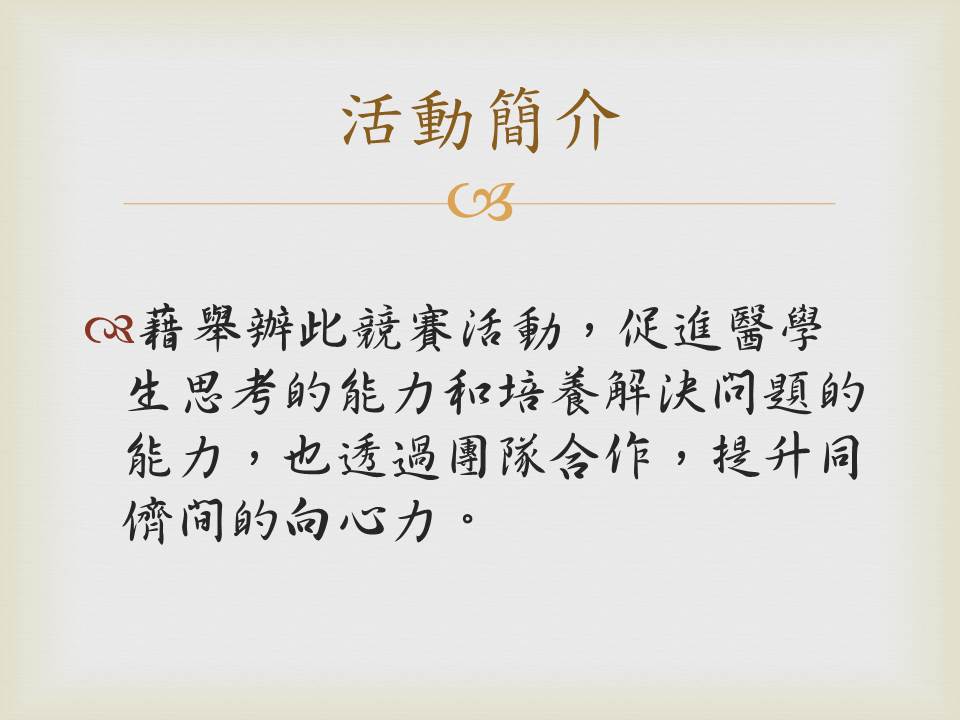 活動簡介
藉舉辦此競賽活動，促進醫學
生思考的能力和培養解決問題的
能力，也透過團隊合作，提升同
儕間的向心力。